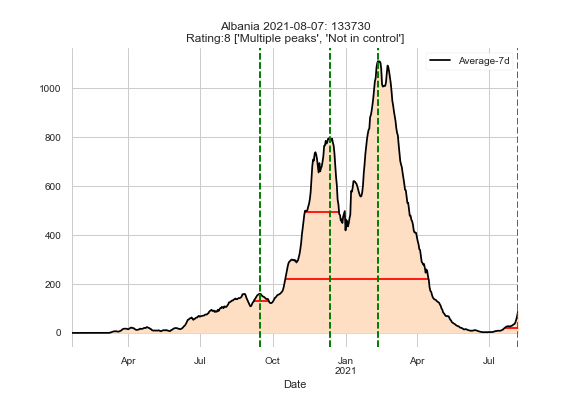 Albania 2021-08-07: 133730
Rating:8 ['Multiple peaks', 'Not in control']
Average-7d
1000
800
600
400
200
0
Apr Jul Oct Jan Apr Jul
2021
Date